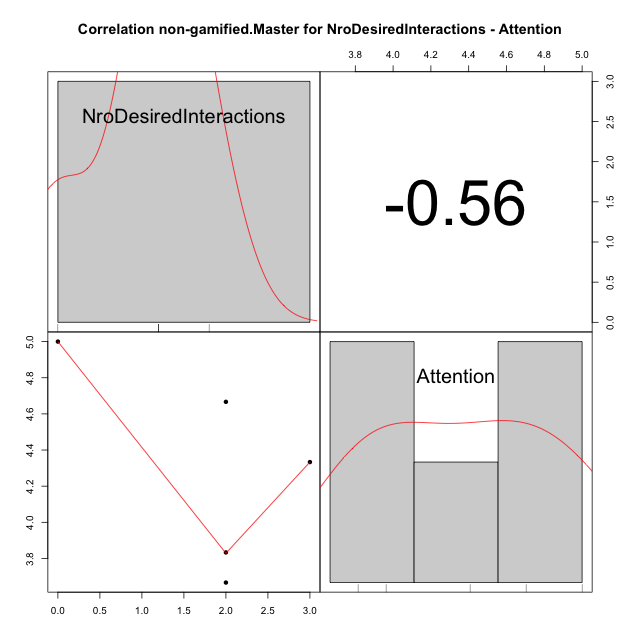 Correlation non-gamified.Master for NroDesiredInteractions - Attention
3.8 4.0 4.2 4.4 4.6 4.8 5.0
NroDesiredInteractions
-0.56
0.0 0.5 1.0 1.5 2.0 2.5 3.0
3.8 4.0 4.2 4.4 4.6 4.8 5.0
Attention
0.0 0.5 1.0 1.5 2.0 2.5 3.0